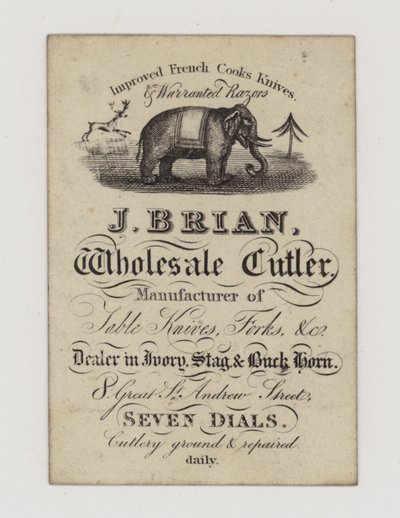 Improved French Cooks Knives.
& Warranted Razors
J. BRIAN,
Wholesale Cutler,
Manufacturer of
Table Knives, Forks, &c.
Dealer in Ivory, Stag, & Buck Horn.
8, Great St. Andrew Street,
SEVEN DIALS.
Cutlery ground & repaired
daily.